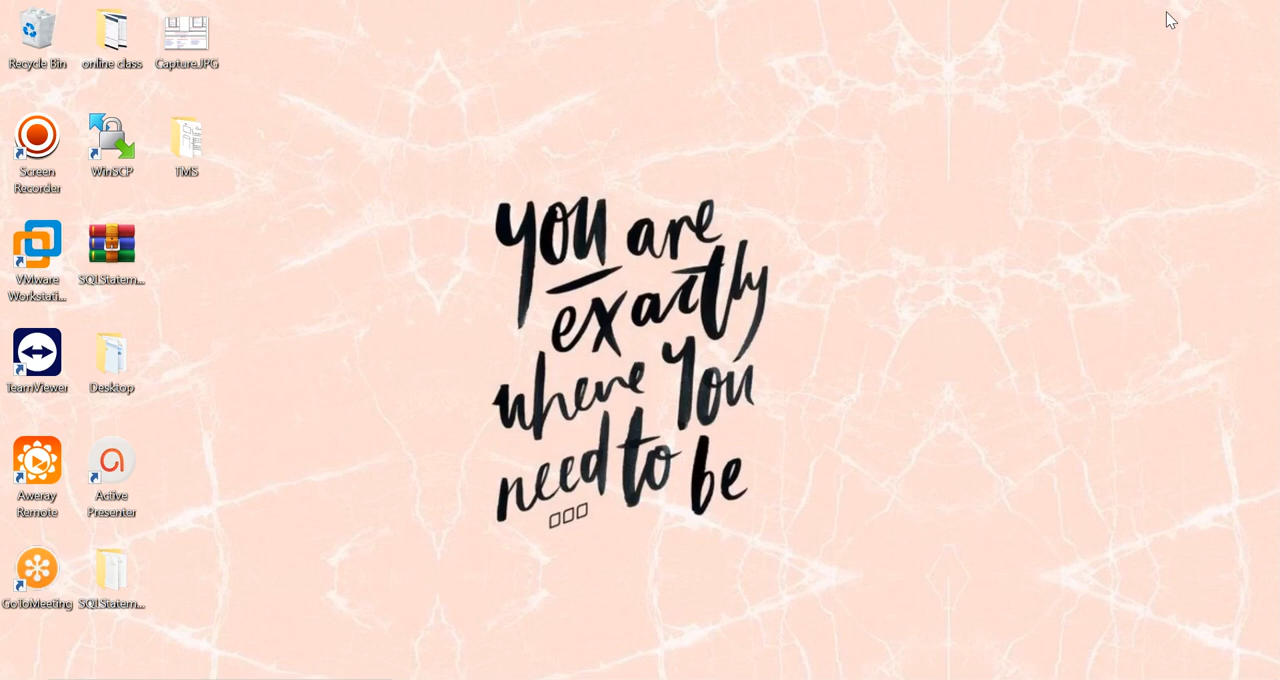 Recycle Bin
online class
Capture.JPG
Screen
Recorder
WinSCP
TMS
VMware
Workstati...
SQLStatem...
TeamViewer
Desktop
Aweray
Remote
Active
Presenter
GoToMeeting
SQLStatem...
you are
exactly
where you
need to be